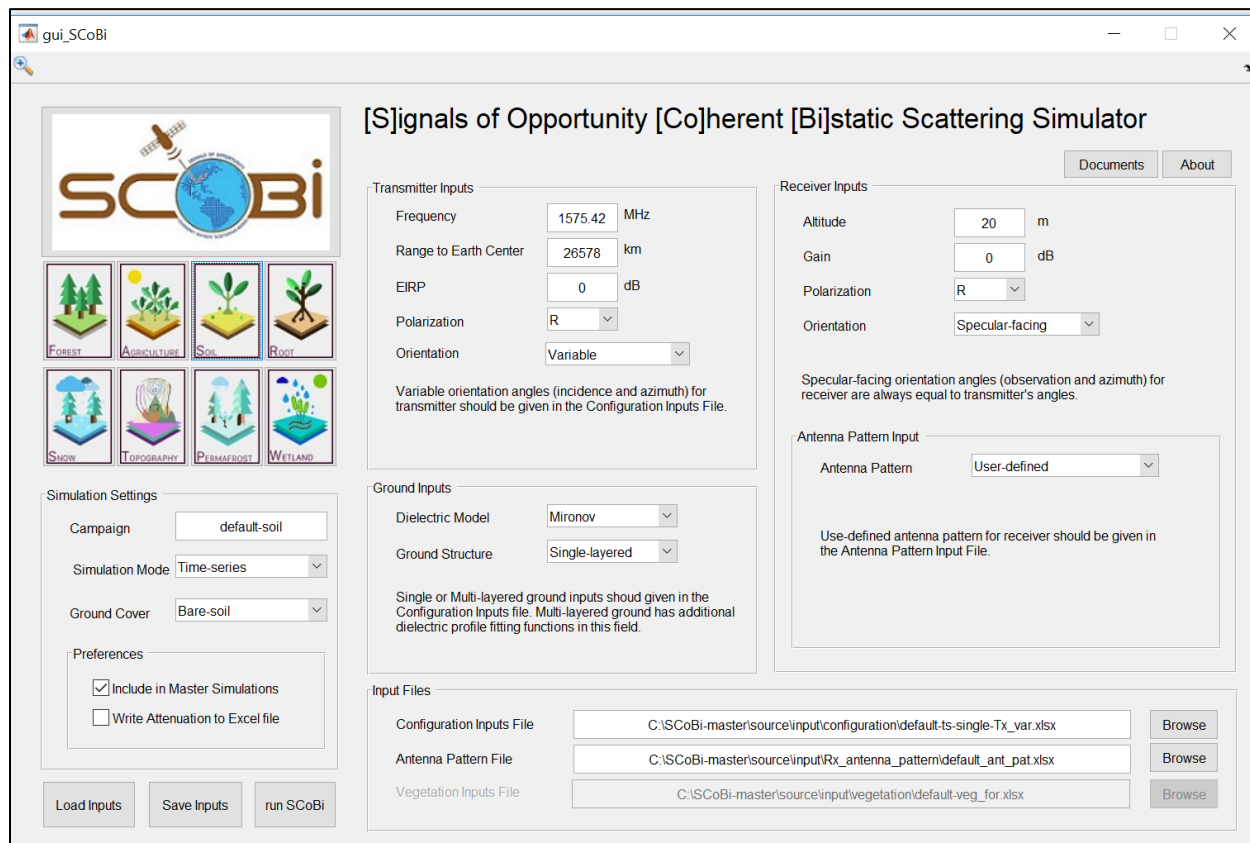 gui_SCoBi
[S]ignals of Opportunity [Co]herent [Bi]static Scattering Simulator
Documents
About
SIGNALS OF OPPORTUNITY
SCOBi
FOREST
AGRICULTURE
SOIL
ROOT
SNOW
TOPOGRAPHY
PERMAFROST
WETLAND
Simulation Settings
Campaign default-soil
Simulation Mode Time-series
Ground Cover Bare-soil
Preferences
Include in Master Simulations
Write Attenuation to Excel file
Load Inputs
Save Inputs
run SCoBi
Transmitter Inputs
Frequency 1575.42 MHz
Range to Earth Center 26578 km
EIRP 0 dB
Polarization R
Orientation Variable
Variable orientation angles (incidence and azimuth) for
transmitter should be given in the Configuration Inputs File.
Ground Inputs
Dielectric Model Mironov
Ground Structure Single-layered
Single or Multi-layered ground inputs shoud given in the
Configuration Inputs file. Multi-layered ground has additional
dielectric profile fitting functions in this field.
Receiver Inputs
Altitude 20 m
Gain 0 dB
Polarization R
Orientation Specular-facing
Specular-facing orientation angles (observation and azimuth) for
receiver are always equal to transmitter's angles.
Antenna Pattern Input
Antenna Pattern User-defined
Use-defined antenna pattern for receiver should be given in
the Antenna Pattern Input File.
Input Files
Configuration Inputs File C:\SCoBi-master\source\input\configuration\default-ts-single-Tx_var.xlsx Browse
Antenna Pattern File C:\SCoBi-master\source\input\Rx_antenna_pattern\default_ant_pat.xlsx Browse
Vegetation Inputs File C:\SCoBi-master\source\input\vegetation\default-veg_for.xlsx Browse